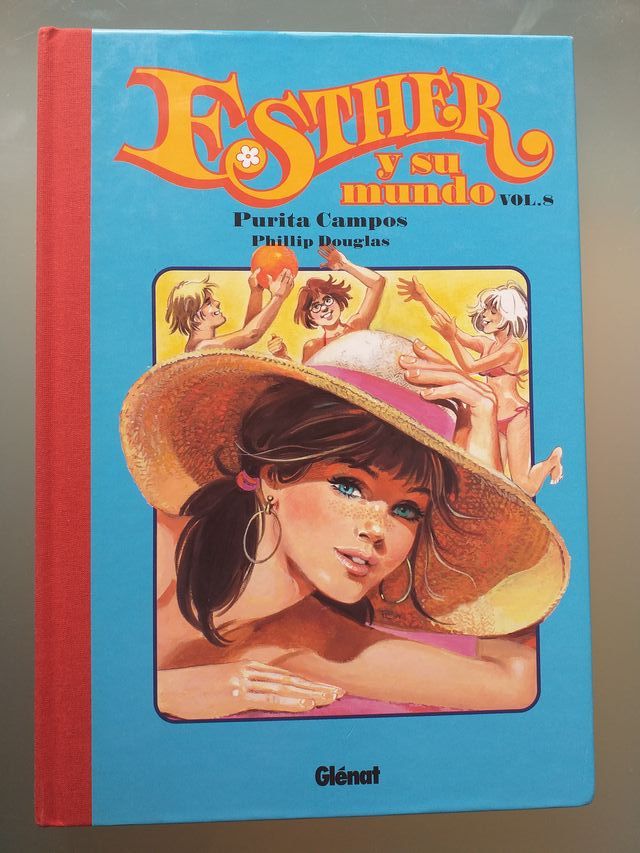 ESTHER
y su
mundo VOL.8
Purita Campos
Phillip Douglas
Glénat